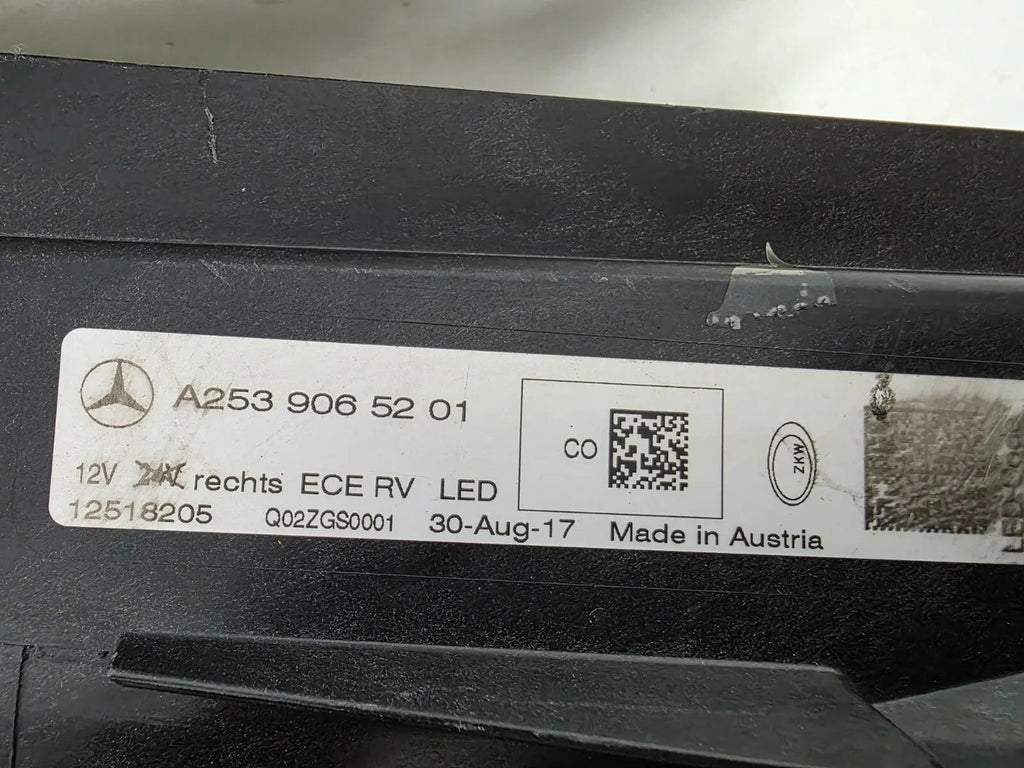 A253 906 52 01
CO
ZKW
12V 24V rechts ECE RV LED
12518205 Q02ZGS0001 30-Aug-17 Made in Austria